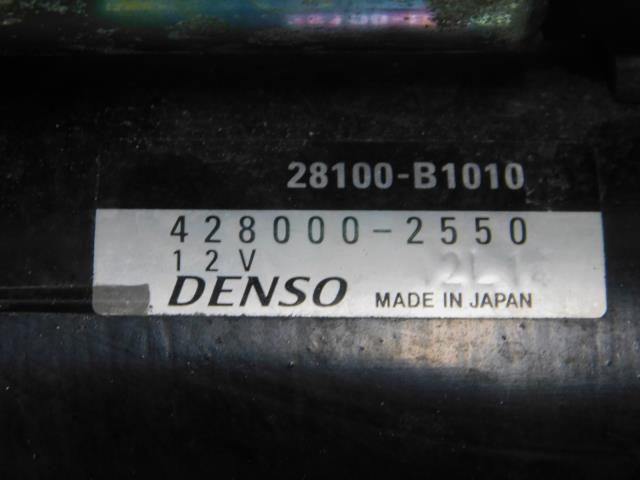 28100-B1010
428000-2550
12V
DENSO MADE IN JAPAN